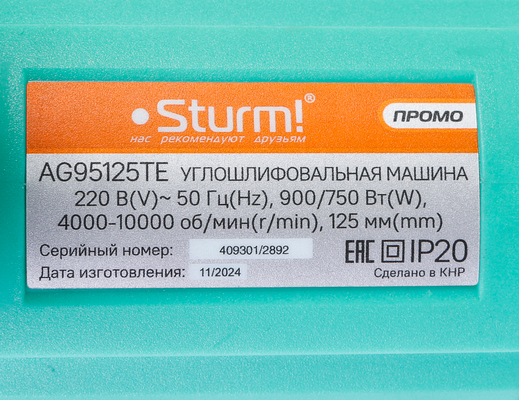 Sturm!®
нас рекомендуют друзьям
ПРОМО
AG95125TE УГЛОШЛИФОВАЛЬНАЯ МАШИНА
220 В(V)~ 50 Гц(Hz), 900/750 Вт(W),
4000-10000 об/мин(r/min), 125 мм(mm)
Серийный номер: 409301/2892
Дата изготовления: 11/2024
EAC IP20
Сделано в КНР